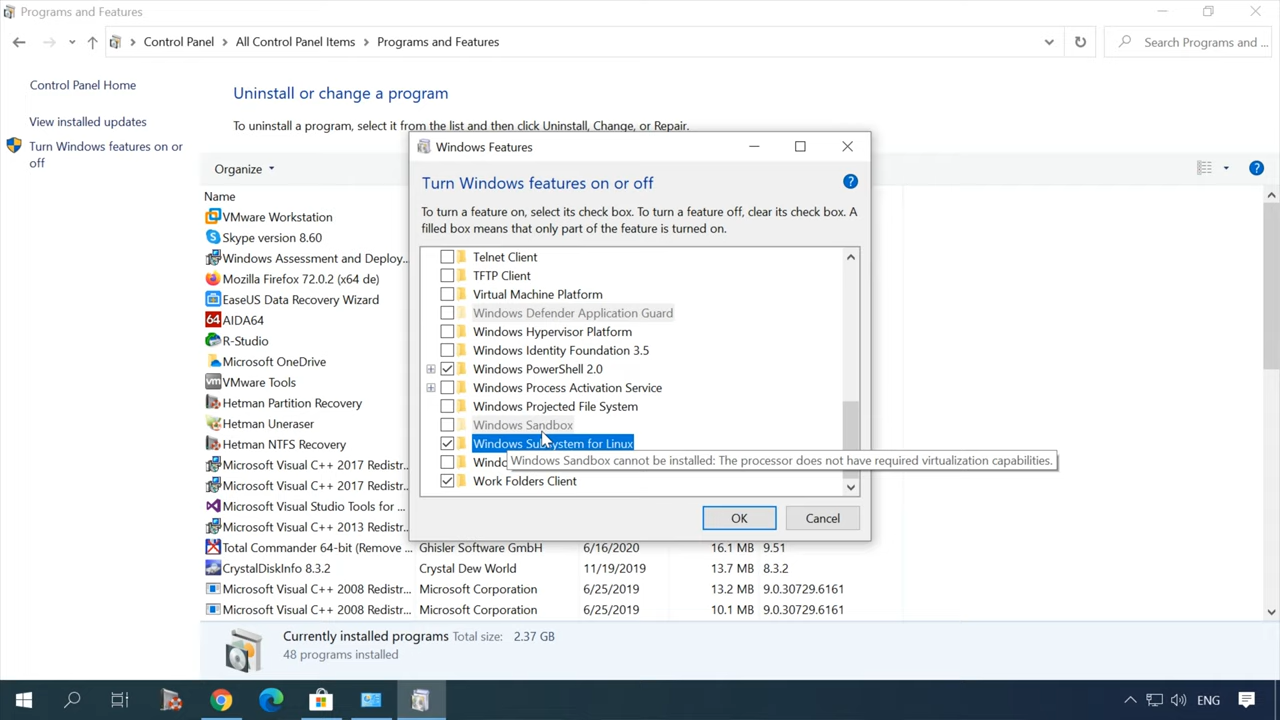 Programs and Features
Control Panel > All Control Panel Items > Programs and Features
Search Programs and ...
Control Panel Home
View installed updates
Turn Windows features on or
off
Uninstall or change a program
To uninstall a program, select it from the list and then click Uninstall, Change, or Repair.
Organize
Name
VMware Workstation
Skype version 8.60
Windows Assessment and Deploy...
Mozilla Firefox 72.0.2 (x64 de)
EaseUS Data Recovery Wizard
64 AIDA64
R-Studio
Microsoft OneDrive
vm VMware Tools
Hetman Partition Recovery
Hetman Uneraser
Hetman NTFS Recovery
Microsoft Visual C++ 2017 Redistr...
Microsoft Visual C++ 2017 Redistr...
Microsoft Visual Studio Tools for ...
Microsoft Visual C++ 2013 Redistr...
Total Commander 64-bit (Remove ... Ghisler Software GmbH 6/16/2020 16.1 MB 9.51
CrystalDiskInfo 8.3.2 Crystal Dew World 11/19/2019 13.7 MB 8.3.2
Microsoft Visual C++ 2008 Redistr... Microsoft Corporation 6/25/2019 13.2 MB 9.0.30729.6161
Microsoft Visual C++ 2008 Redistr... Microsoft Corporation 6/25/2019 10.1 MB 9.0.30729.6161
Currently installed programs Total size: 2.37 GB
48 programs installed
Windows Features
Turn Windows features on or off
To turn a feature on, select its check box. To turn a feature off, clear its check box. A
filled box means that only part of the feature is turned on.
Telnet Client
TFTP Client
Virtual Machine Platform
Windows Defender Application Guard
Windows Hypervisor Platform
Windows Identity Foundation 3.5
Windows PowerShell 2.0
Windows Process Activation Service
Windows Projected File System
Windows Sandbox
Windows Subsystem for Linux
Windows Sandbox cannot be installed: The processor does not have required virtualization capabilities.
Work Folders Client
OK
Cancel
ENG